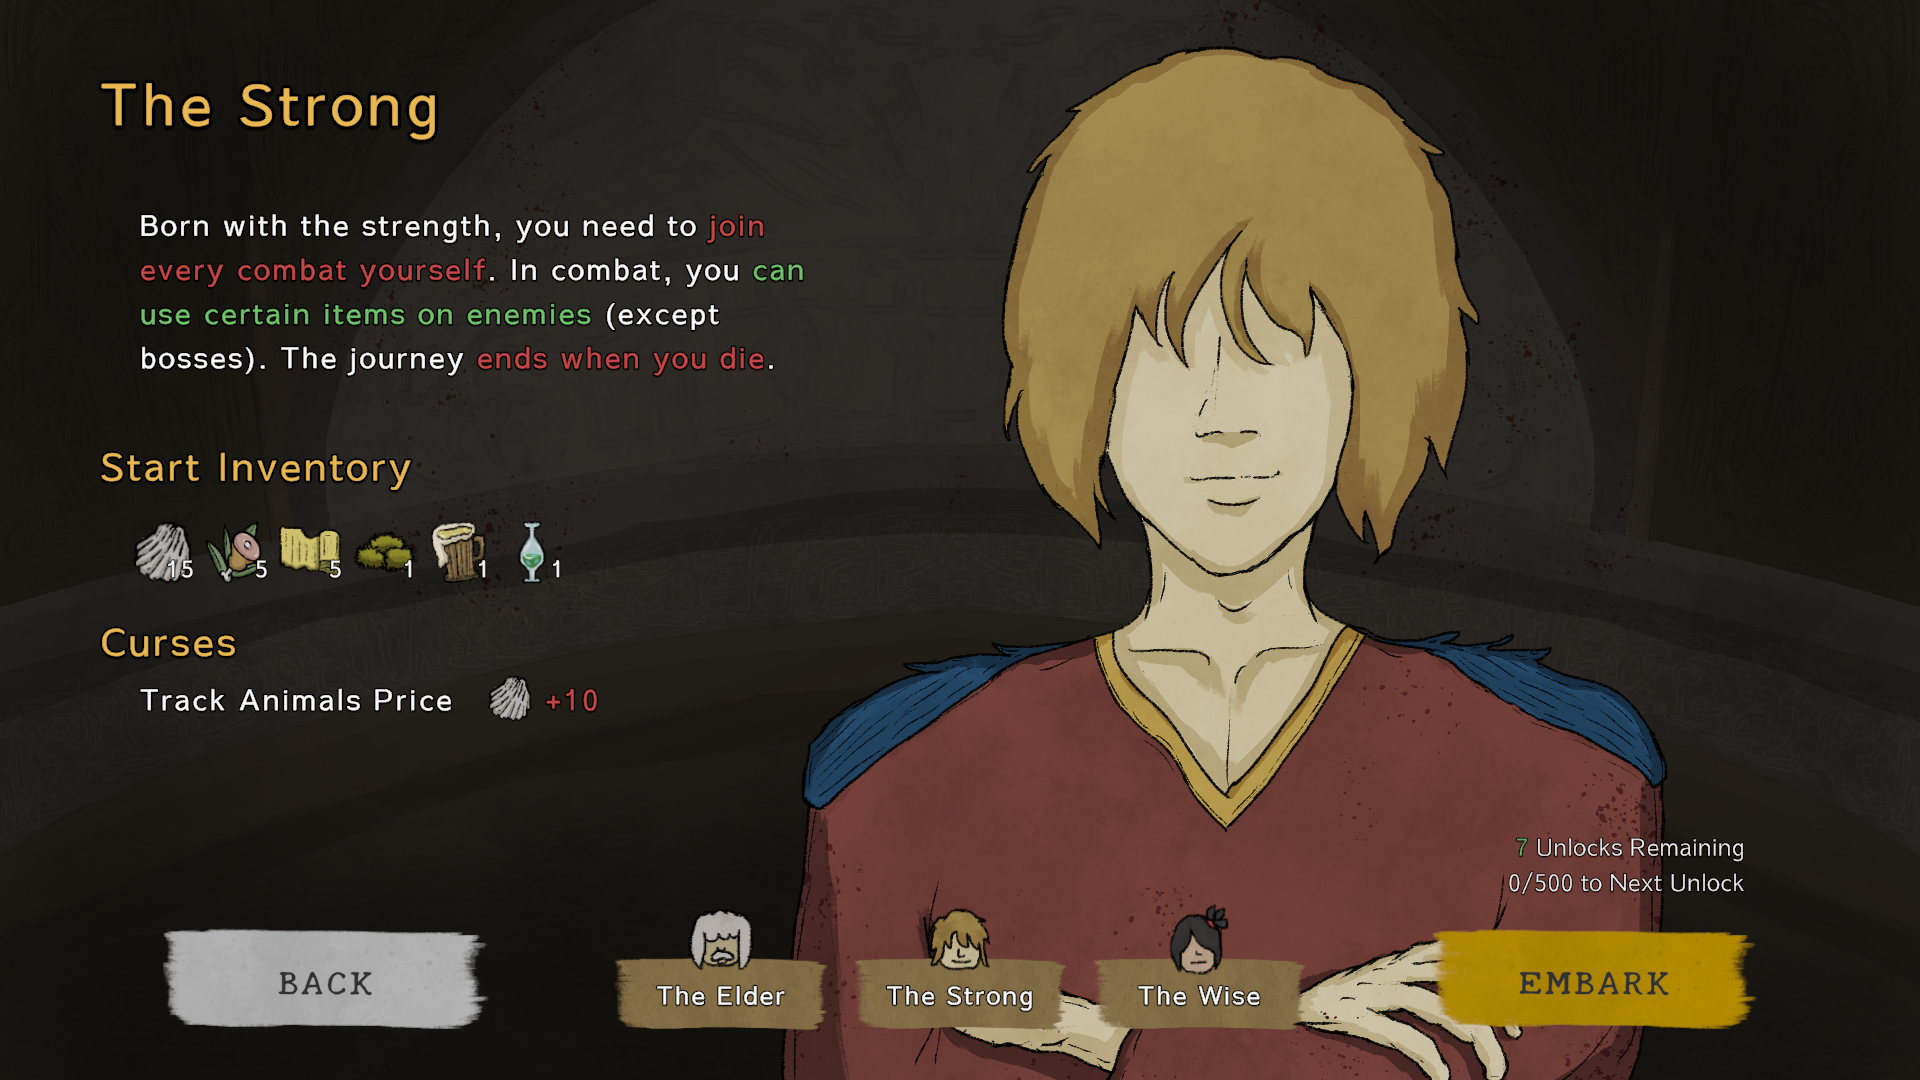 The Strong
Born with the strength, you need to join
every combat yourself. In combat, you can
use certain items on enemies (except
bosses). The journey ends when you die.
Start Inventory
15 5 5 1 1 1
Curses
Track Animals Price +10
7 Unlocks Remaining
0/500 to Next Unlock
BACK
The Elder
The Strong
The Wise
EMBARK